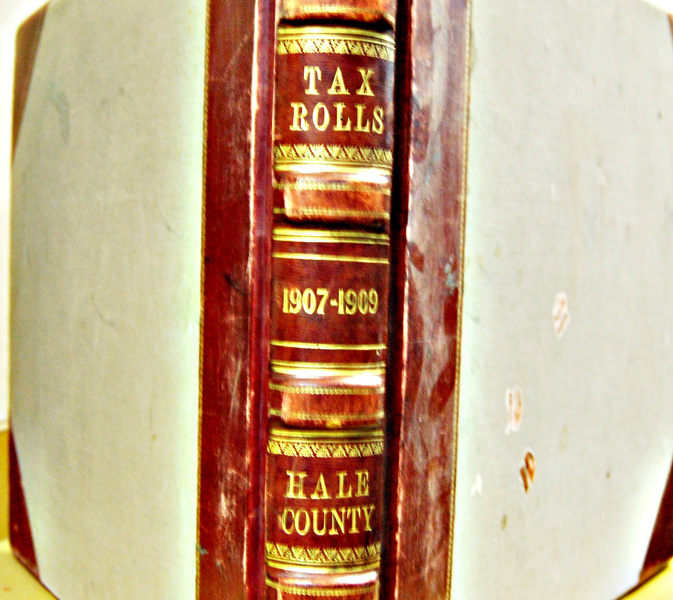 TAX
ROLLS
1907-1909
HALE
COUNTY